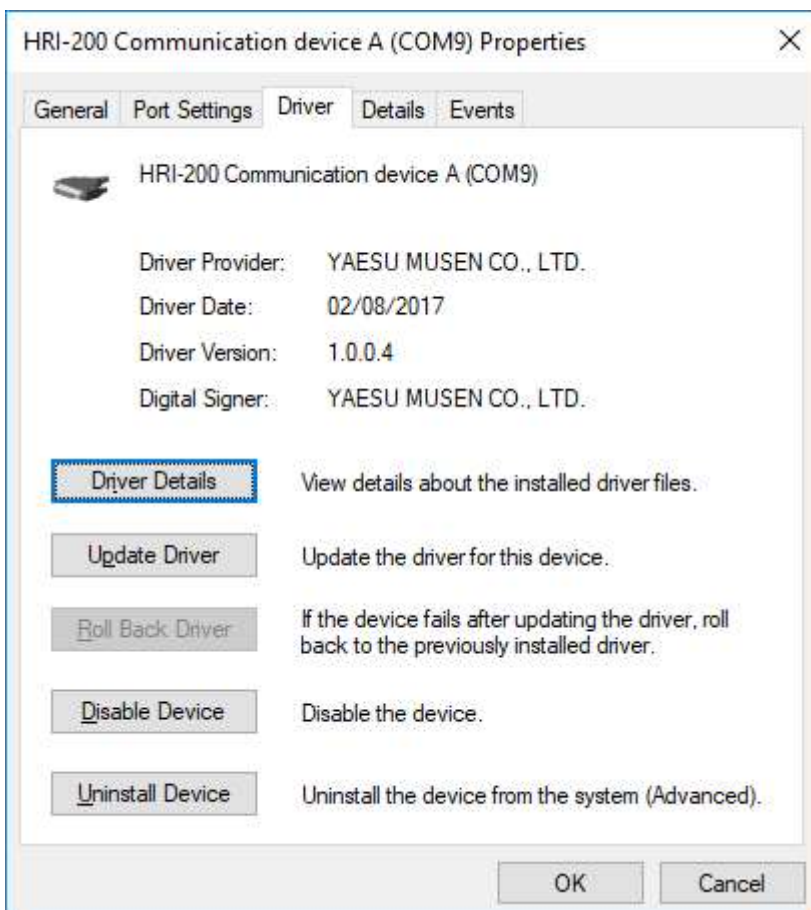 HRI-200 Communication device A (COM9) Properties
General Port Settings Driver Details Events
HRI-200 Communication device A (COM9)
Driver Provider: YAESU MUSEN CO., LTD.
Driver Date: 02/08/2017
Driver Version: 1.0.0.4
Digital Signer: YAESU MUSEN CO., LTD.
Driver Details View details about the installed driver files.
Update Driver Update the driver for this device.
Roll Back Driver If the device fails after updating the driver, roll
back to the previously installed driver.
Disable Device Disable the device.
Uninstall Device Uninstall the device from the system (Advanced).
OK Cancel